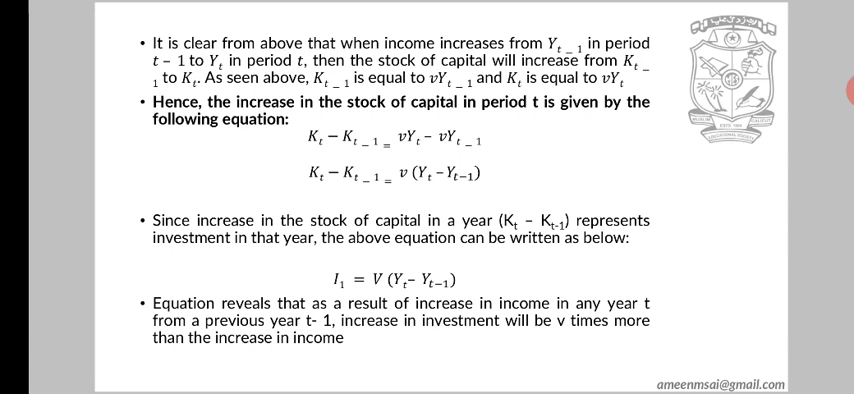 • It is clear from above that when income increases from Y_{t _ 1} in period
t – 1 to Y_t in period t, then the stock of capital will increase from K_{t _}
_1 to K_t. As seen above, K_{t _ 1} is equal to vY_{t _ 1} and K_t is equal to vY_t
• Hence, the increase in the stock of capital in period t is given by the
following equation:
K_t − K_{t _ 1 =} vY_t − vY_{t _ 1}
K_t − K_{t _ 1 =} v (Y_t − Y_{t−1})
• Since increase in the stock of capital in a year (K_t – K_{t-1}) represents
investment in that year, the above equation can be written as below:
I_1 = V (Y_t − Y_{t−1})
• Equation reveals that as a result of increase in income in any year t
from a previous year t- 1, increase in investment will be v times more
than the increase in income
ameenmsai@gmail.com